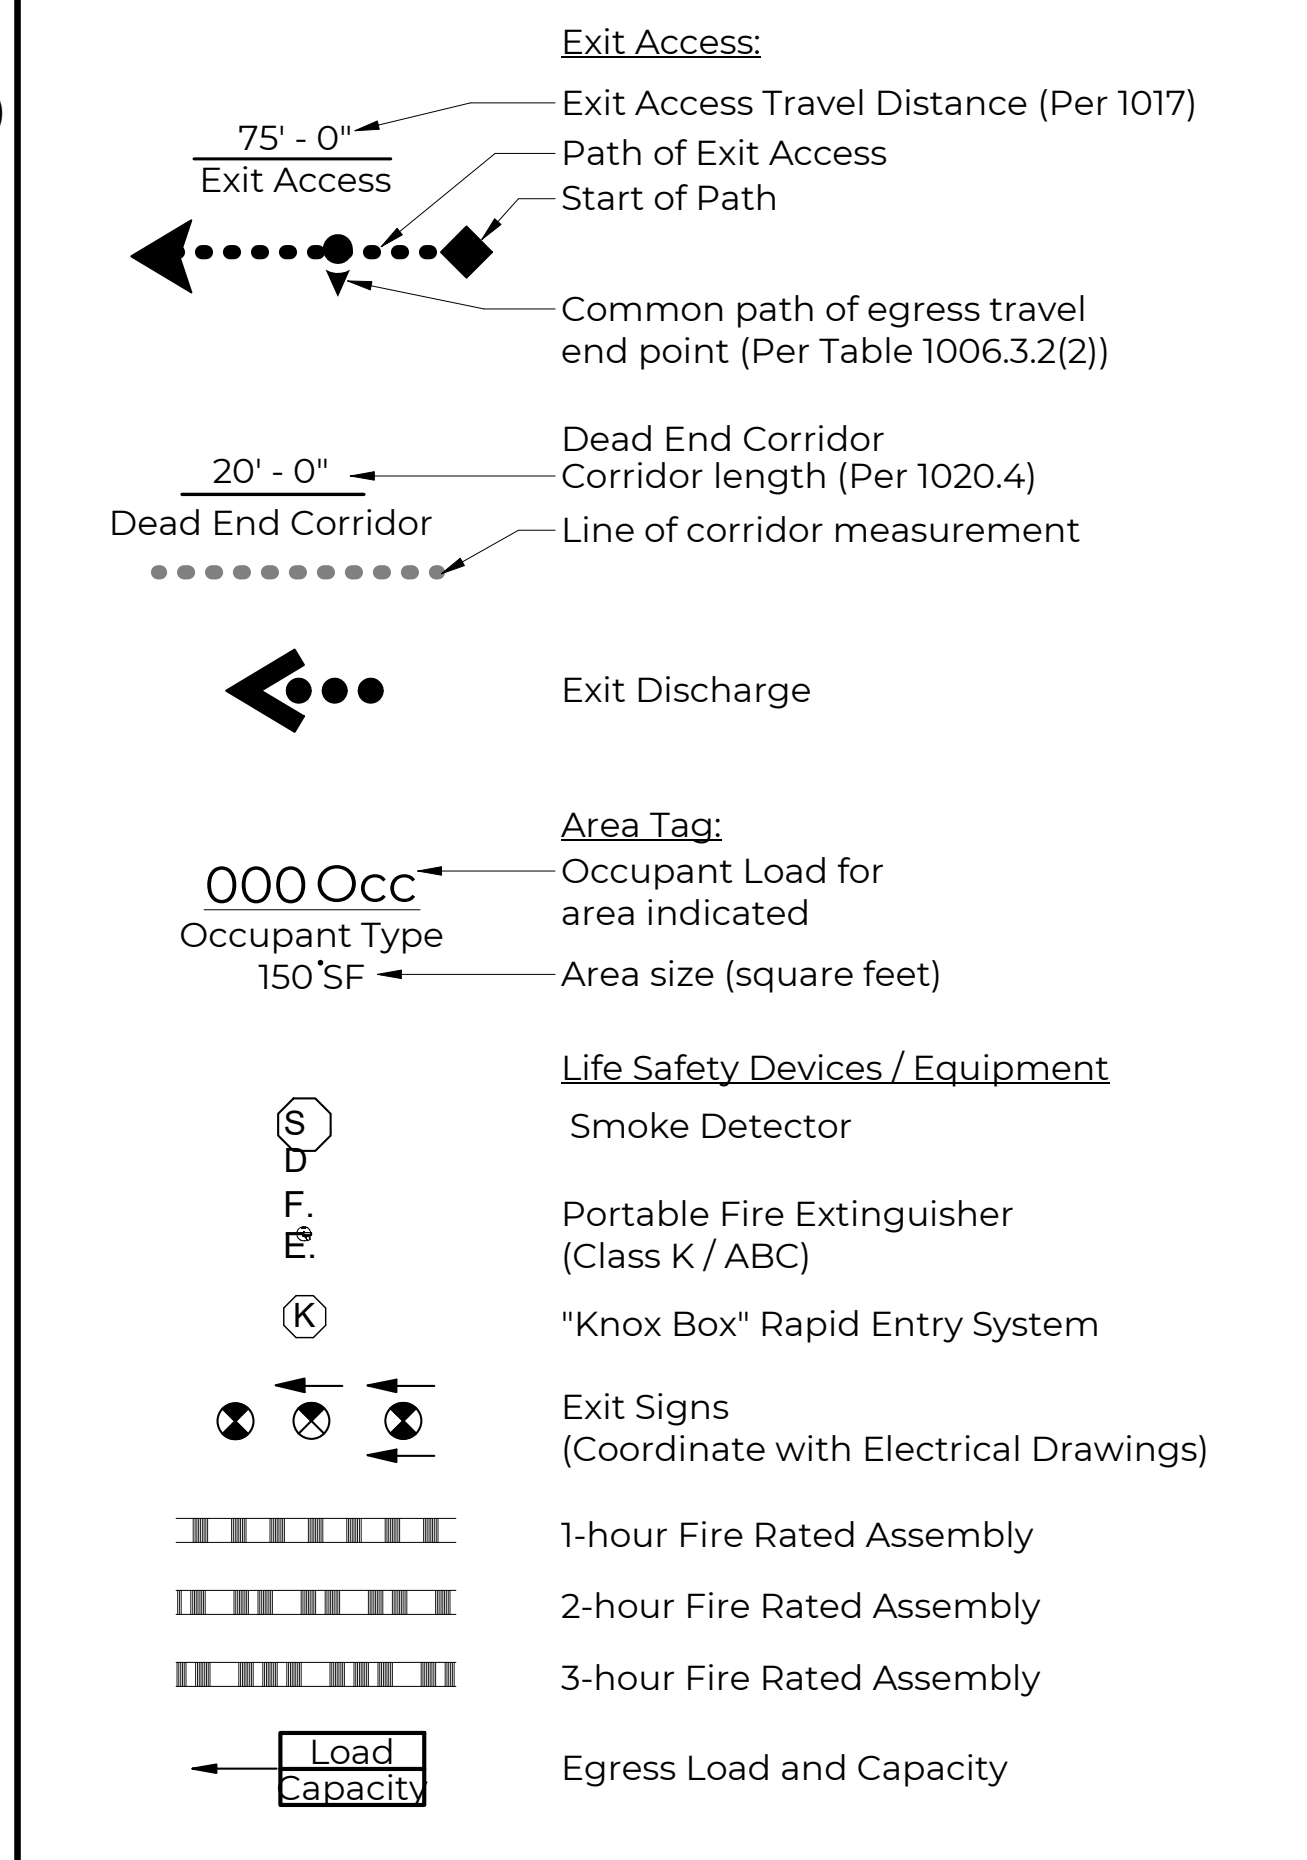 Exit Access:
75' - 0"
Exit Access Travel Distance (Per 1017)
Exit Access
Path of Exit Access
Start of Path
Common path of egress travel
end point (Per Table 1006.3.2(2))
Dead End Corridor
20' - 0"
Corridor length (Per 1020.4)
Dead End Corridor
Line of corridor measurement
Exit Discharge
Area Tag:
000 Occ
Occupant Load for
area indicated
Occupant Type
150 SF
Area size (square feet)
Life Safety Devices / Equipment
S
D
Smoke Detector
F.
E.
Portable Fire Extinguisher
(Class K / ABC)
K
"Knox Box" Rapid Entry System
Exit Signs
(Coordinate with Electrical Drawings)
1-hour Fire Rated Assembly
2-hour Fire Rated Assembly
3-hour Fire Rated Assembly
Load
Capacity
Egress Load and Capacity